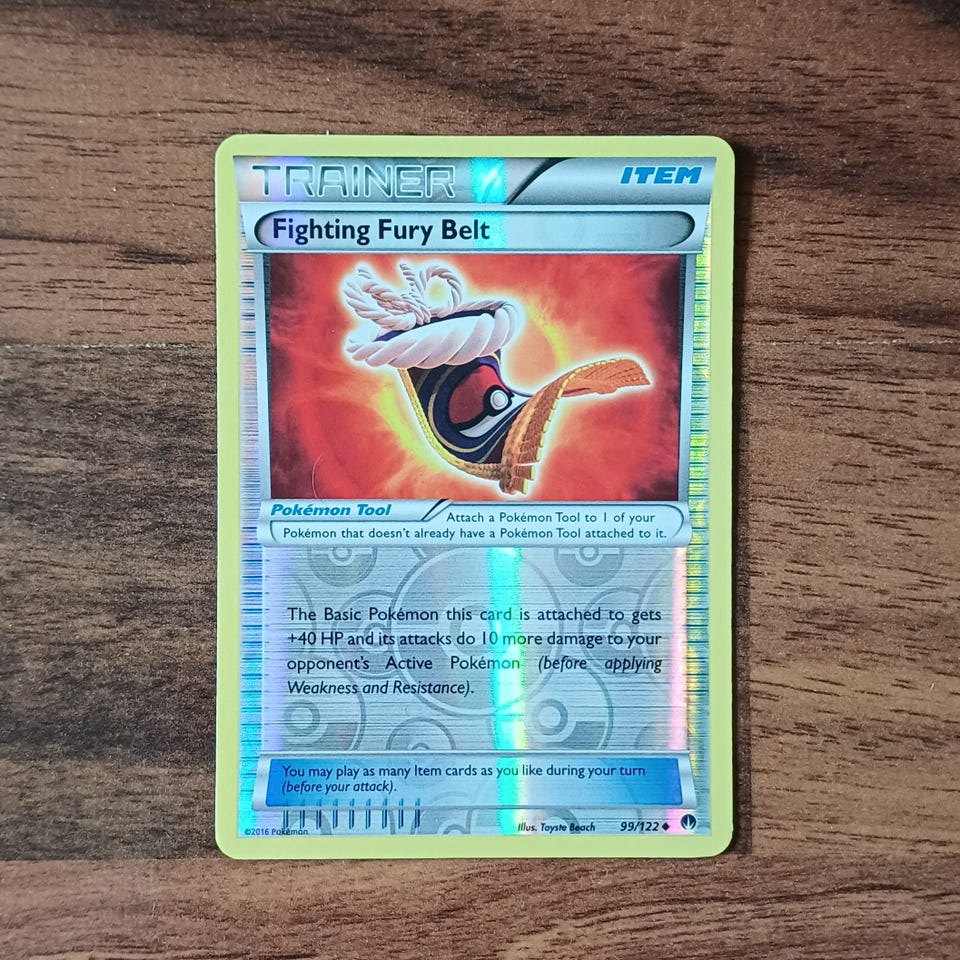 TRAINER ITEM
Fighting Fury Belt
Pokémon Tool
Attach a Pokémon Tool to 1 of your
Pokémon that doesn't already have a Pokémon Tool attached to it.
The Basic Pokémon this card is attached to gets
+40 HP and its attacks do 10 more damage to your
opponent's Active Pokémon (before applying
Weakness and Resistance).
You may play as many Item cards as you like during your turn
(before your attack).
©2016 Pokémon
Illus. Toyste Beach 99/122